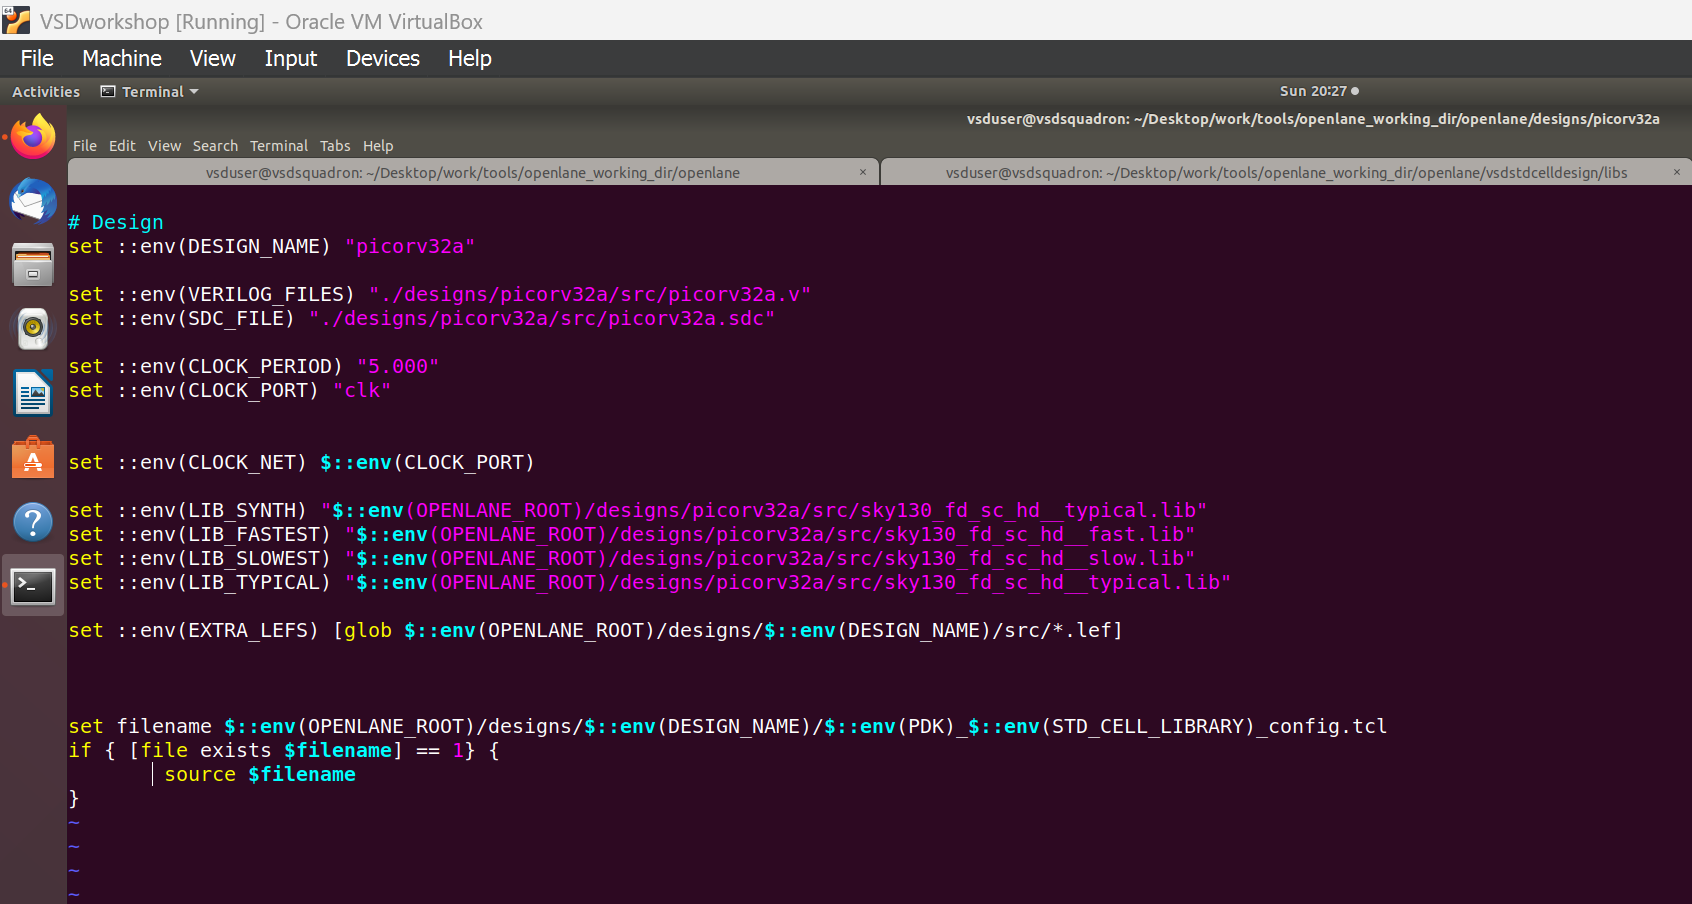 64
VSDworkshop [Running] - Oracle VM VirtualBox
File Machine View Input Devices Help
Activities Terminal Sun 20:27
vsduser@vsdsquadron: ~/Desktop/work/tools/openlane_working_dir/openlane/designs/picorv32a
File Edit View Search Terminal Tabs Help
vsduser@vsdsquadron: ~/Desktop/work/tools/openlane_working_dir/openlane × vsduser@vsdsquadron: ~/Desktop/work/tools/openlane_working_dir/openlane/vsdstdcelldesign/libs ×
# Design
set ::env(DESIGN_NAME) "picorv32a"
set ::env(VERILOG_FILES) "./designs/picorv32a/src/picorv32a.v"
set ::env(SDC_FILE) "./designs/picorv32a/src/picorv32a.sdc"
set ::env(CLOCK_PERIOD) "5.000"
set ::env(CLOCK_PORT) "clk"
set ::env(CLOCK_NET) $::env(CLOCK_PORT)
set ::env(LIB_SYNTH) "$::env(OPENLANE_ROOT)/designs/picorv32a/src/sky130_fd_sc_hd__typical.lib"
set ::env(LIB_FASTEST) "$::env(OPENLANE_ROOT)/designs/picorv32a/src/sky130_fd_sc_hd__fast.lib"
set ::env(LIB_SLOWEST) "$::env(OPENLANE_ROOT)/designs/picorv32a/src/sky130_fd_sc_hd__slow.lib"
set ::env(LIB_TYPICAL) "$::env(OPENLANE_ROOT)/designs/picorv32a/src/sky130_fd_sc_hd__typical.lib"
set ::env(EXTRA_LEFS) [glob $::env(OPENLANE_ROOT)/designs/$::env(DESIGN_NAME)/src/*.lef]
set filename $::env(OPENLANE_ROOT)/designs/$::env(DESIGN_NAME)/$::env(PDK)_$::env(STD_CELL_LIBRARY)_config.tcl
if { [file exists $filename] == 1} {
source $filename
}
~
~
~
~